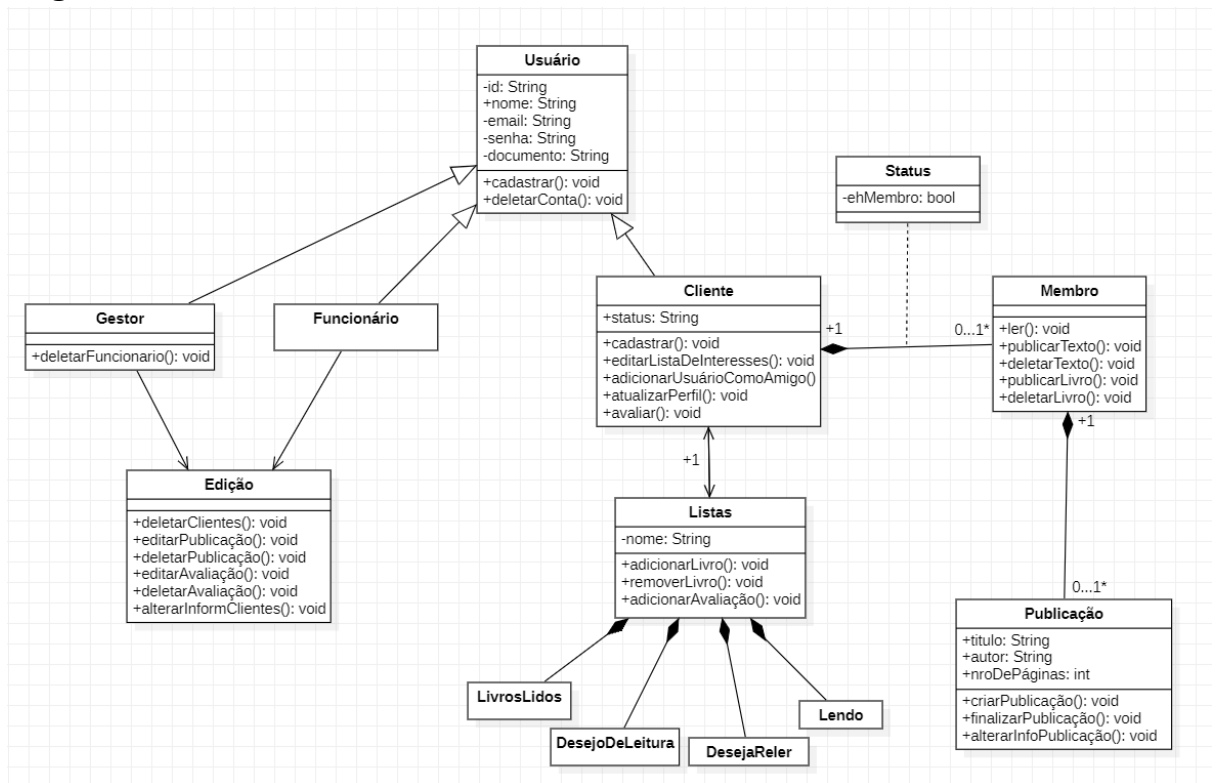 Usuário
-id: String
+nome: String
-email: String
-senha: String
-documento: String
+cadastrar(): void
+deletarConta(): void
Status
-ehMembro: bool
Gestor
+deletarFuncionario(): void
Funcionário
Cliente
+status: String
+cadastrar(): void
+editarListaDeInteresses(): void
+adicionarUsuárioComoAmigo()
+atualizarPerfil(): void
+avaliar(): void
+1
0...1*
Membro
+ler(): void
+publicarTexto(): void
+deletarTexto(): void
+publicarLivro(): void
+deletarLivro(): void
+1
+1
Edição
+deletarClientes(): void
+editarPublicação(): void
+deletarPublicação(): void
+editarAvaliação(): void
+deletarAvaliação(): void
+alterarInformClientes(): void
Listas
-nome: String
+adicionarLivro(): void
+removerLivro(): void
+adicionarAvaliação(): void
0...1*
Publicação
+titulo: String
+autor: String
+nroDePáginas: int
+criarPublicação(): void
+finalizarPublicação(): void
+alterarInfoPublicação(): void
LivrosLidos
DesejoDeLeitura
DesejaReler
Lendo